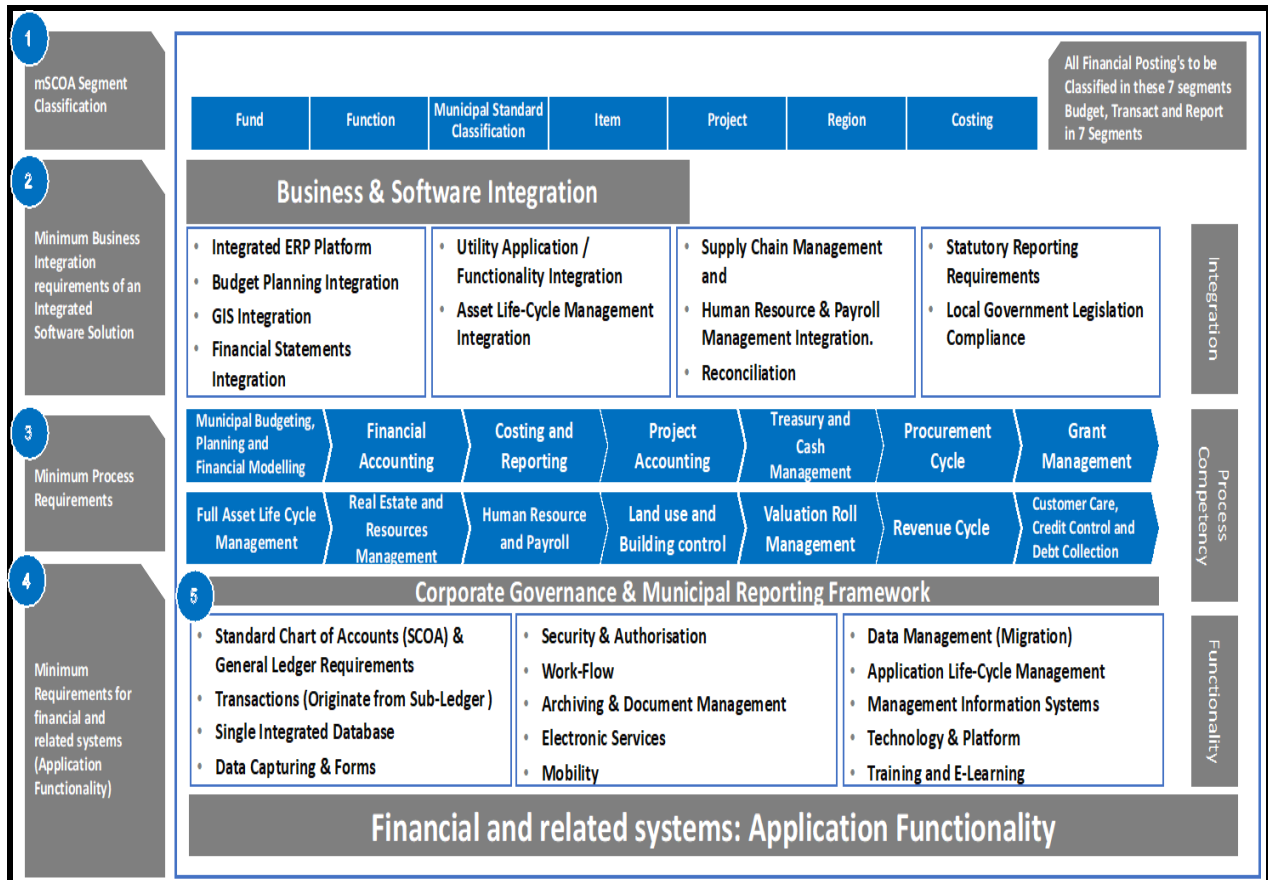 1
mSCOA Segment
Classification
Fund
Function
Municipal Standard
Classification
Item
Project
Region
Costing
All Financial Posting's to be
Classified in these 7 segments
Budget, Transact and Report
in 7 Segments
2
Minimum Business
Integration
requirements of an
Integrated
Software Solution
Business & Software Integration
• Integrated ERP Platform
• Budget Planning Integration
• GIS Integration
• Financial Statements
Integration
• Utility Application /
Functionality Integration
• Asset Life-Cycle Management
Integration
• Supply Chain Management
and
• Human Resource & Payroll
Management Integration.
• Reconciliation
• Statutory Reporting
Requirements
• Local Government Legislation
Compliance
Integration
3
Minimum Process
Requirements
Municipal Budgeting,
Planning and
Financial Modelling
Financial
Accounting
Costing and
Reporting
Project
Accounting
Treasury and
Cash
Management
Procurement
Cycle
Grant
Management
Full Asset Life Cycle
Management
Real Estate and
Resources
Management
Human Resource
and Payroll
Land use and
Building control
Valuation Roll
Management
Revenue Cycle
Customer Care,
Credit Control and
Debt Collection
Process
Competency
4
Minimum
Requirements for
financial and
related systems
(Application
Functionality)
5
Corporate Governance & Municipal Reporting Framework
• Standard Chart of Accounts (SCOA) &
General Ledger Requirements
• Transactions (Originate from Sub-Ledger )
• Single Integrated Database
• Data Capturing & Forms
• Security & Authorisation
• Work-Flow
• Archiving & Document Management
• Electronic Services
• Mobility
• Data Management (Migration)
• Application Life-Cycle Management
• Management Information Systems
• Technology & Platform
• Training and E-Learning
Functionality
Financial and related systems: Application Functionality